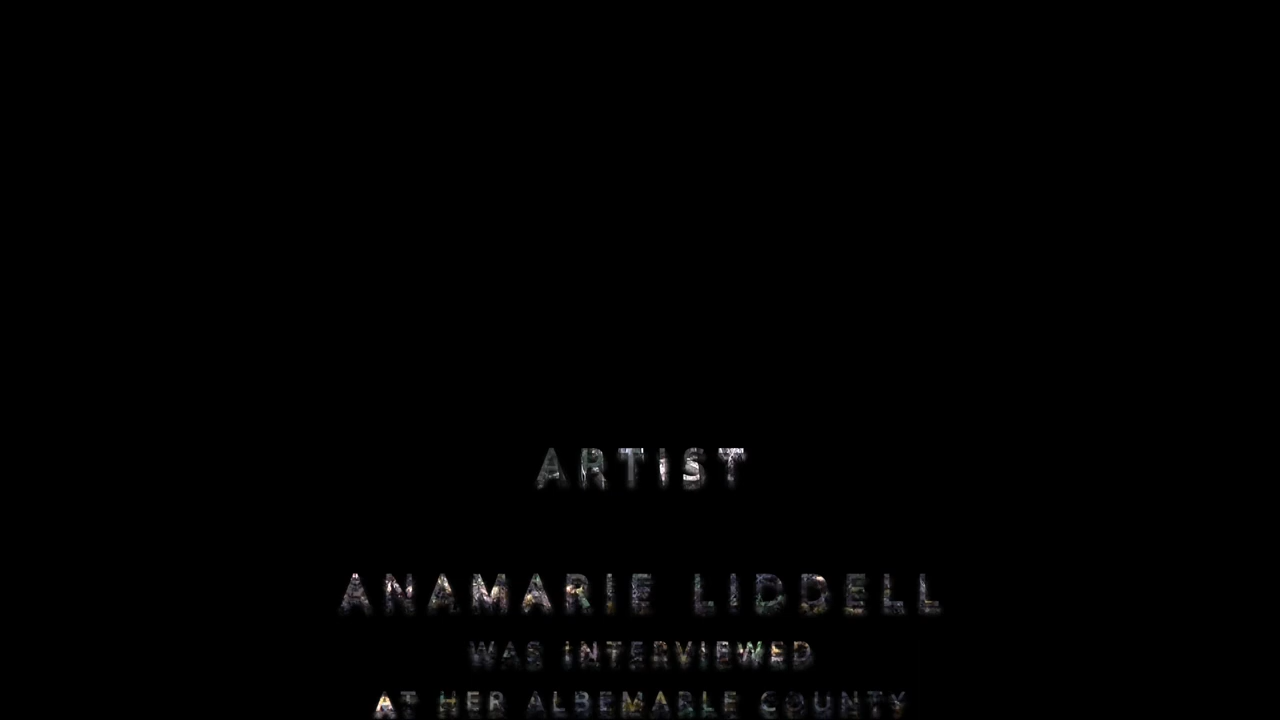 ARTIST
ANAMARIE LIDDELL
WAS INTERVIEWED
AT HER ALBEMARLE COUNTY